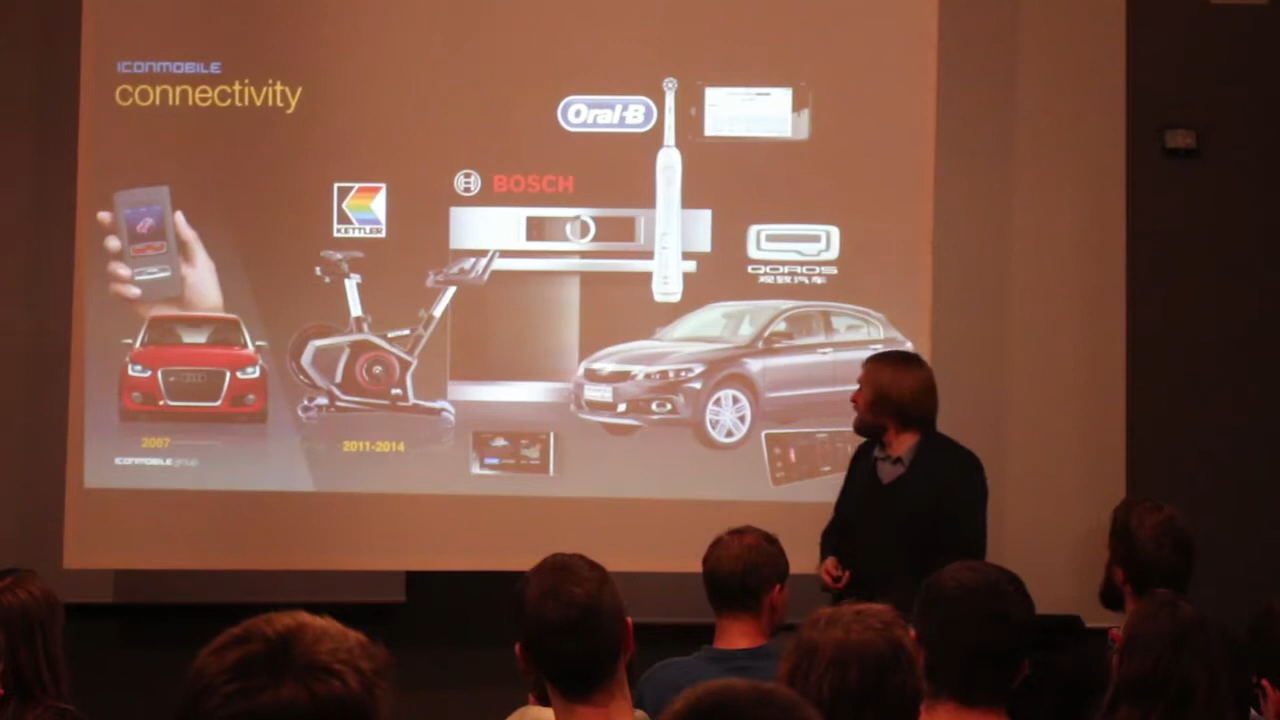 ICONMOBILE
connectivity
Oral-B
BOSCH
KETTLER
QOROS
观致汽车
2007
2011-2014
ICONMOBILE group